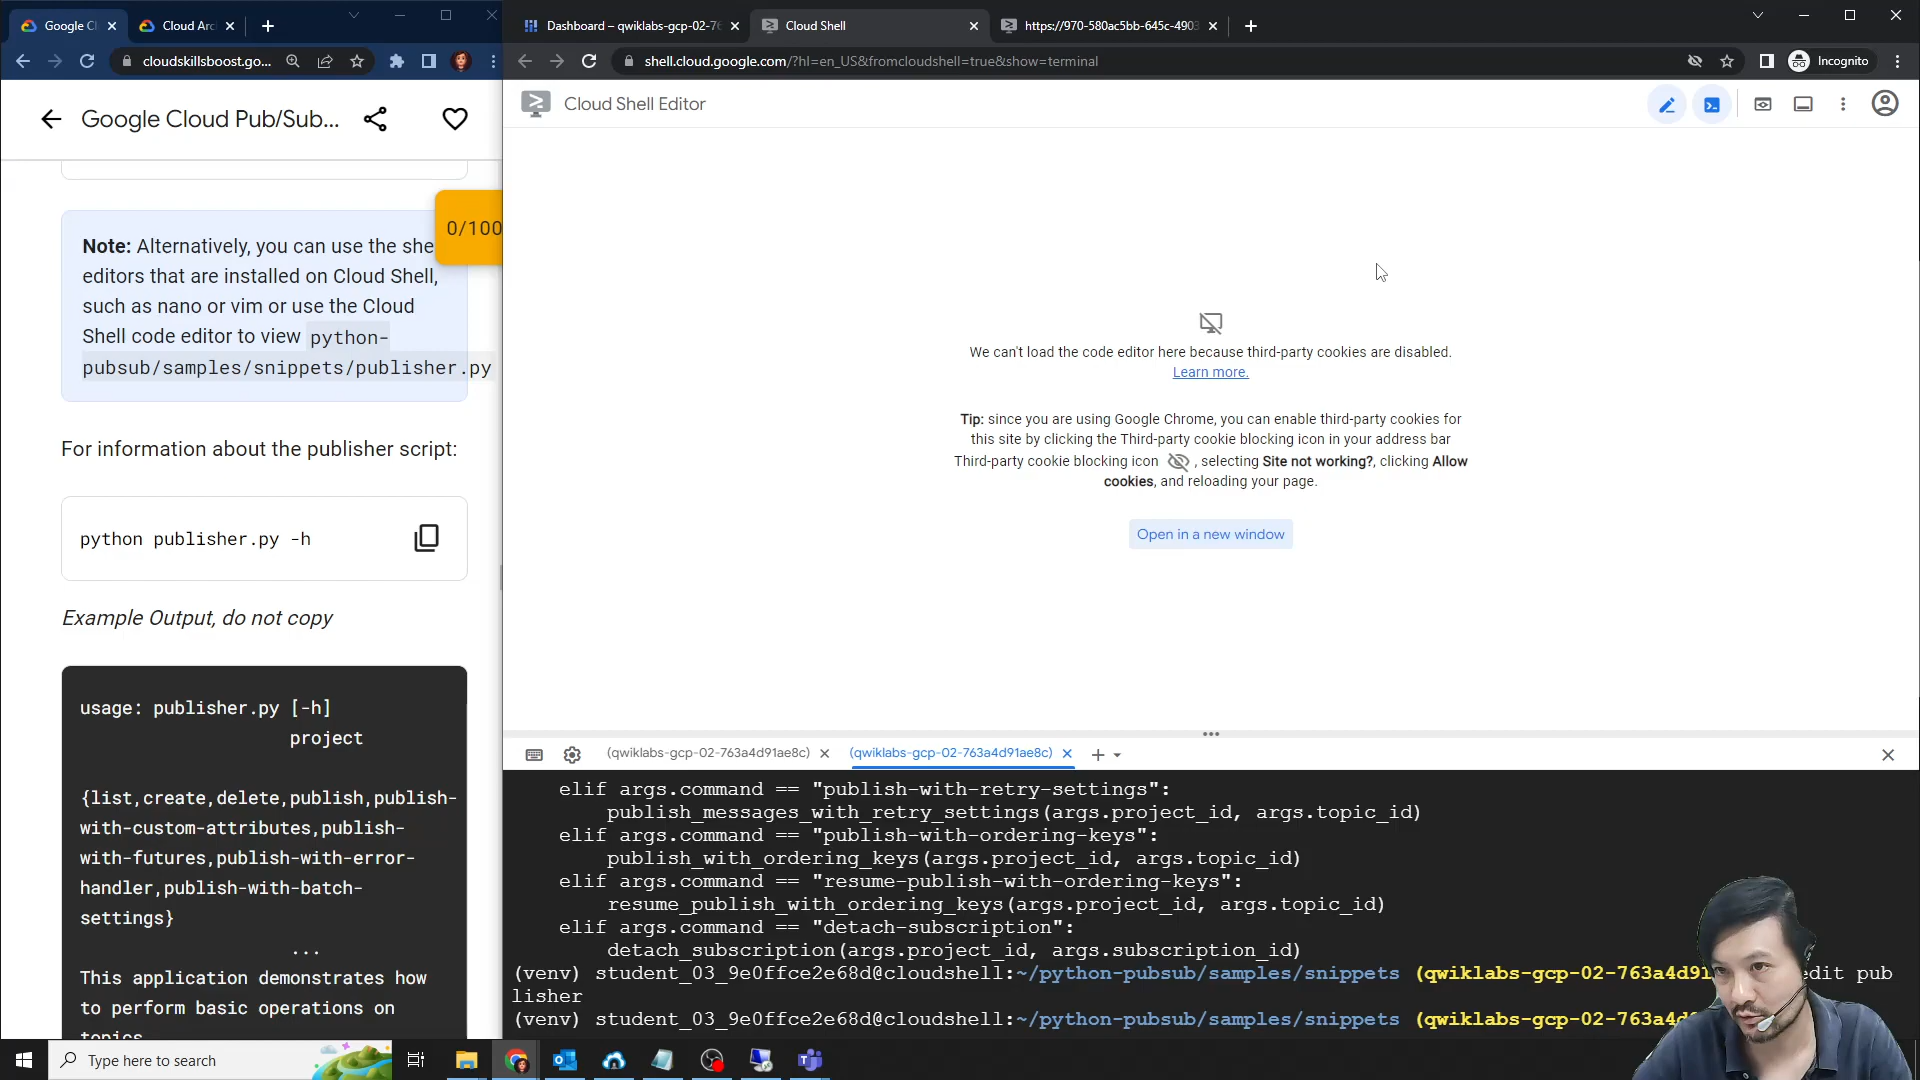 Google Cl
Cloud Arc
cloudskillsboost.go...
Google Cloud Pub/Sub...
0/100
Note: Alternatively, you can use the she
editors that are installed on Cloud Shell,
such as nano or vim or use the Cloud
Shell code editor to view python-
pubsub/samples/snippets/publisher.py
For information about the publisher script:
python publisher.py -h
Example Output, do not copy
usage: publisher.py [-h]
project
{list,create,delete,publish,publish-
with-custom-attributes,publish-
with-futures,publish-with-error-
handler,publish-with-batch-
settings}
...
This application demonstrates how
to perform basic operations on
topics
Dashboard – qwiklabs-gcp-02-76
Cloud Shell
https://970-580ac5bb-645c-4903
shell.cloud.google.com/?hl=en_US&fromcloudshell=true&show=terminal
Incognito
Cloud Shell Editor
We can't load the code editor here because third-party cookies are disabled.
Learn more.
Tip: since you are using Google Chrome, you can enable third-party cookies for
this site by clicking the Third-party cookie blocking icon in your address bar
Third-party cookie blocking icon , selecting Site not working?, clicking Allow
cookies, and reloading your page.
Open in a new window
(qwiklabs-gcp-02-763a4d91ae8c)
(qwiklabs-gcp-02-763a4d91ae8c)
elif args.command == "publish-with-retry-settings":
publish_messages_with_retry_settings(args.project_id, args.topic_id)
elif args.command == "publish-with-ordering-keys":
publish_with_ordering_keys(args.project_id, args.topic_id)
elif args.command == "resume-publish-with-ordering-keys":
resume_publish_with_ordering_keys(args.project_id, args.topic_id)
elif args.command == "detach-subscription":
detach_subscription(args.project_id, args.subscription_id)
(venv) student_03_9e0ffce2e68d@cloudshell:~/python-pubsub/samples/snippets (qwiklabs-gcp-02-763a4d91 edit pub
lisher
(venv) student_03_9e0ffce2e68d@cloudshell:~/python-pubsub/samples/snippets (qwiklabs-gcp-02-763a4d
Type here to search